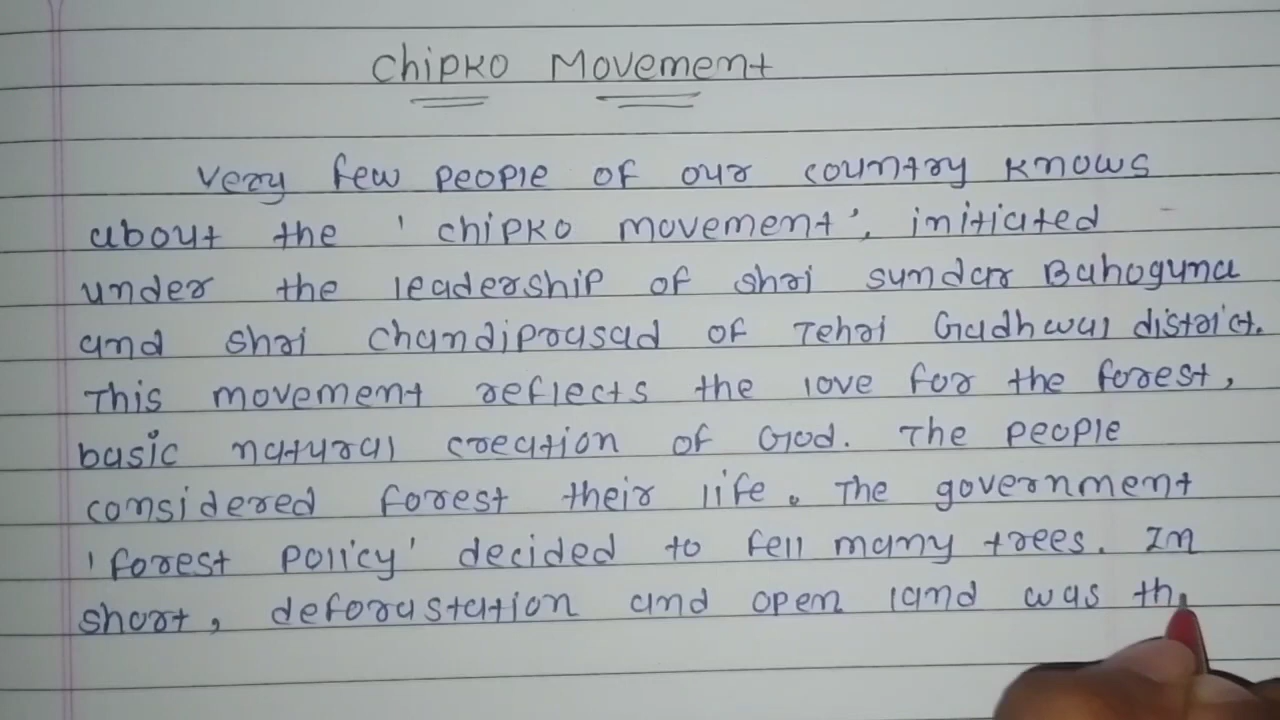 Chipko Movement
Very few people of our country knows
about the 'chipko movement', initiated
under the leadership of shri sundar Bahoguna
and shri Chandiprasad of Tehri Gadhwal district.
This movement reflects the love for the forest,
basic natural creation of God. The people
considered forest their life. The government
'forest policy' decided to fell many trees. In
short, deforastation and open land was th